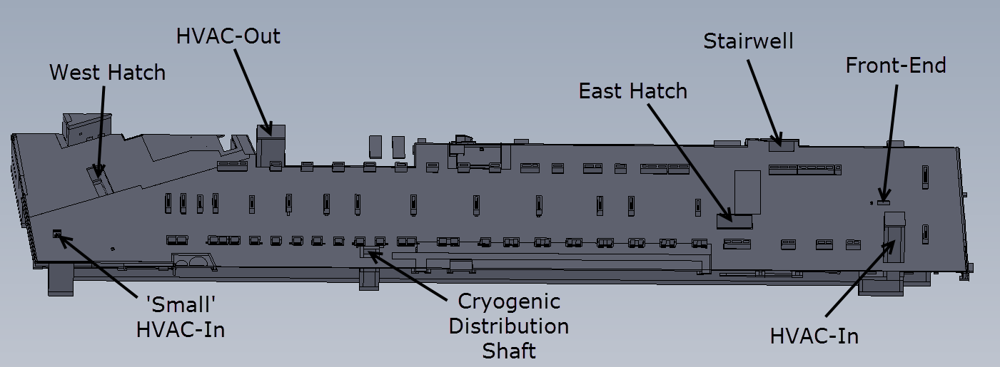 HVAC-Out
Stairwell
West Hatch
Front-End
East Hatch
'Small'
HVAC-In
Cryogenic
Distribution
Shaft
HVAC-In